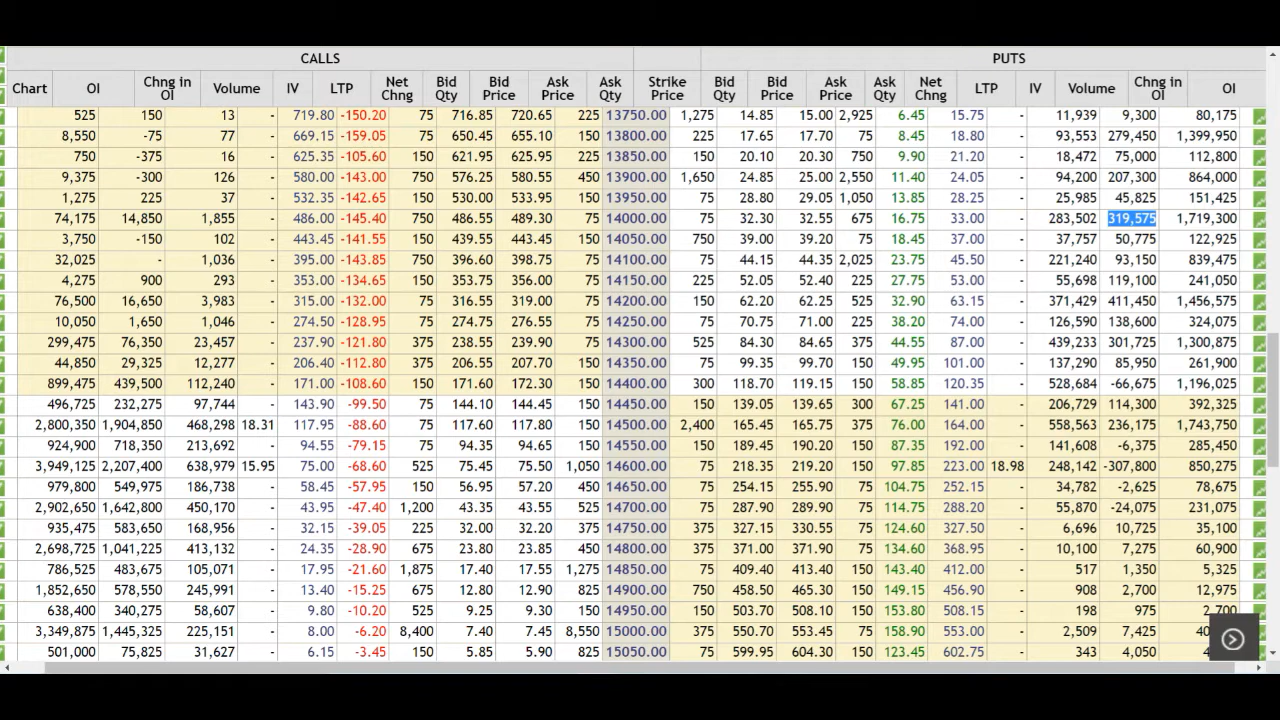 CALLS PUTS
Chart OI Chng in OI Volume IV LTP Net Chng Bid Qty Bid Price Ask Price Ask Qty Strike Price Bid Qty Bid Price Ask Price Ask Qty Net Chng LTP IV Volume Chng in OI OI
525 150 13 - 719.80 -150.20 75 716.85 720.65 225 13750.00 1,275 14.85 15.00 2,925 6.45 15.75 - 11,939 9,300 80,175
8,550 -75 77 - 669.15 -159.05 75 650.45 655.10 150 13800.00 225 17.65 17.70 75 8.45 18.80 - 93,553 279,450 1,399,950
750 -375 16 - 625.35 -105.60 150 621.95 625.95 225 13850.00 150 20.10 20.30 750 9.90 21.20 - 18,472 75,000 112,800
9,375 -300 126 - 580.00 -143.00 750 576.25 580.55 450 13900.00 1,650 24.85 25.00 2,550 11.40 24.05 - 94,200 207,300 864,000
1,275 225 37 - 532.35 -142.65 150 530.00 533.95 150 13950.00 75 28.80 29.05 1,050 13.85 28.25 - 25,985 45,825 151,425
74,175 14,850 1,855 - 486.00 -145.40 750 486.55 489.30 75 14000.00 75 32.30 32.55 675 16.75 33.00 - 283,502 319,575 1,719,300
3,750 -150 102 - 443.45 -141.55 150 439.55 443.45 150 14050.00 750 39.00 39.20 75 18.45 37.00 - 37,757 50,775 122,925
32,025 - 1,036 - 395.00 -143.85 750 396.60 398.75 75 14100.00 75 44.15 44.35 2,025 23.75 45.50 - 221,240 93,150 839,475
4,275 900 293 - 353.00 -134.65 150 353.75 356.00 75 14150.00 225 52.05 52.40 75 27.75 53.00 - 55,698 119,100 241,050
76,500 16,650 3,983 - 315.00 -132.00 75 316.55 319.00 75 14200.00 150 62.20 62.25 525 32.90 63.15 - 371,429 411,450 1,456,575
10,050 1,650 1,046 - 274.50 -128.95 75 274.75 276.55 75 14250.00 75 70.75 71.00 225 38.20 74.00 - 126,590 138,600 324,075
299,475 76,350 23,457 - 237.90 -121.80 375 238.55 239.90 75 14300.00 525 84.30 84.65 375 44.55 87.00 - 439,233 301,725 1,300,875
44,850 29,325 12,277 - 206.40 -112.80 375 206.55 207.70 150 14350.00 75 99.35 99.70 150 49.95 101.00 - 137,290 85,950 261,900
899,475 439,500 112,240 - 171.00 -108.60 150 171.60 172.30 150 14400.00 300 118.70 119.15 150 58.85 120.35 - 528,684 -66,675 1,196,025
496,725 232,275 97,744 - 143.90 -99.50 75 144.10 144.45 150 14450.00 150 139.05 139.65 300 67.25 141.00 - 206,729 114,300 392,325
2,800,350 1,904,850 468,298 18.31 117.95 -88.60 75 117.60 117.80 150 14500.00 2,400 165.45 165.75 375 76.00 164.00 - 558,563 236,175 1,743,750
924,900 718,350 213,692 - 94.55 -79.15 75 94.35 94.65 150 14550.00 150 189.45 190.20 150 87.35 192.00 - 141,608 -6,375 285,450
3,949,125 2,207,400 638,979 15.95 75.00 -68.60 525 75.45 75.50 1,050 14600.00 75 218.35 219.20 150 97.85 223.00 18.98 248,142 -307,800 850,275
979,800 549,975 186,738 - 58.45 -57.95 150 56.95 57.20 450 14650.00 75 254.15 255.90 75 104.75 252.15 - 34,782 -2,625 78,675
2,902,650 1,642,800 450,170 - 43.95 -47.40 1,200 43.35 43.55 525 14700.00 75 287.90 289.90 75 114.75 288.20 - 55,870 -24,075 231,075
935,475 583,650 168,956 - 32.15 -39.05 150 32.00 32.20 375 14750.00 75 327.15 330.55 75 124.60 327.50 - 6,696 10,725 35,100
2,698,725 1,041,225 413,132 - 24.35 -28.90 675 23.80 23.85 450 14800.00 375 371.00 371.90 75 134.60 368.95 - 10,100 7,275 60,900
786,525 483,675 105,071 - 17.95 -21.60 1,875 17.40 17.55 1,275 14850.00 75 409.40 413.40 150 143.40 412.00 - 517 1,350 5,325
1,852,650 578,550 245,991 - 13.40 -15.25 675 12.80 12.90 825 14900.00 750 458.50 465.30 750 149.15 456.90 - 908 2,700 12,975
638,400 340,275 58,607 - 9.80 -10.20 525 9.25 9.30 150 14950.00 150 503.70 508.10 150 153.80 508.15 - 198 975 2,700
3,349,875 1,445,325 225,151 - 8.00 -6.20 8,400 7.40 7.45 8,550 15000.00 375 550.70 553.45 75 158.90 553.00 - 2,509 7,425
501,000 75,825 31,627 - 6.15 -3.45 150 5.85 5.90 825 15050.00 75 599.95 604.30 150 123.45 602.75 - 343 4,050